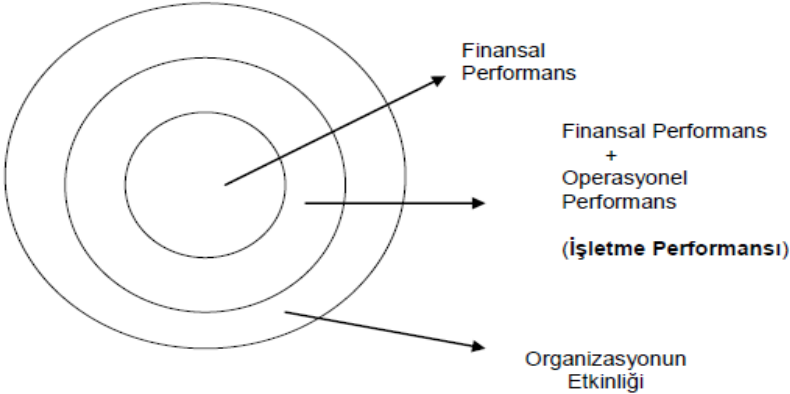 Finansal
Performans
Finansal Performans
+
Operasyonel
Performans
(İşletme Performansı)
Organizasyonun
Etkinliği